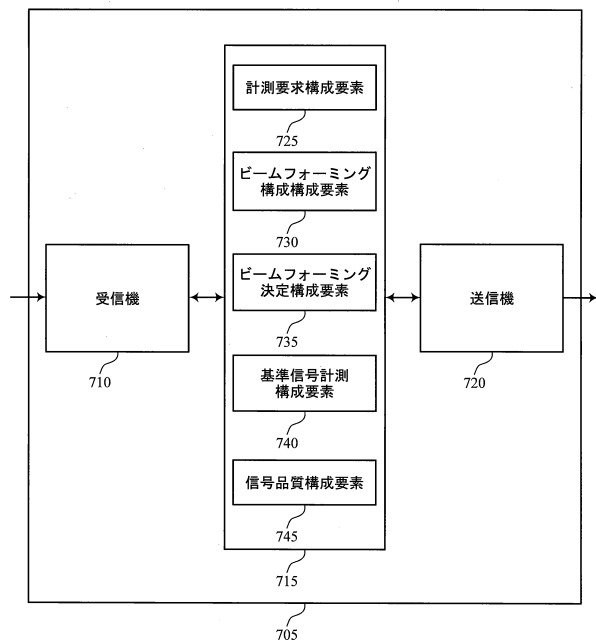 計測要求構成要素
725
ビームフォーミング
構成構成要素
730
受信機
710
ビームフォーミング
決定構成要素
735
送信機
720
基準信号計測
構成要素
740
信号品質構成要素
745
715
705